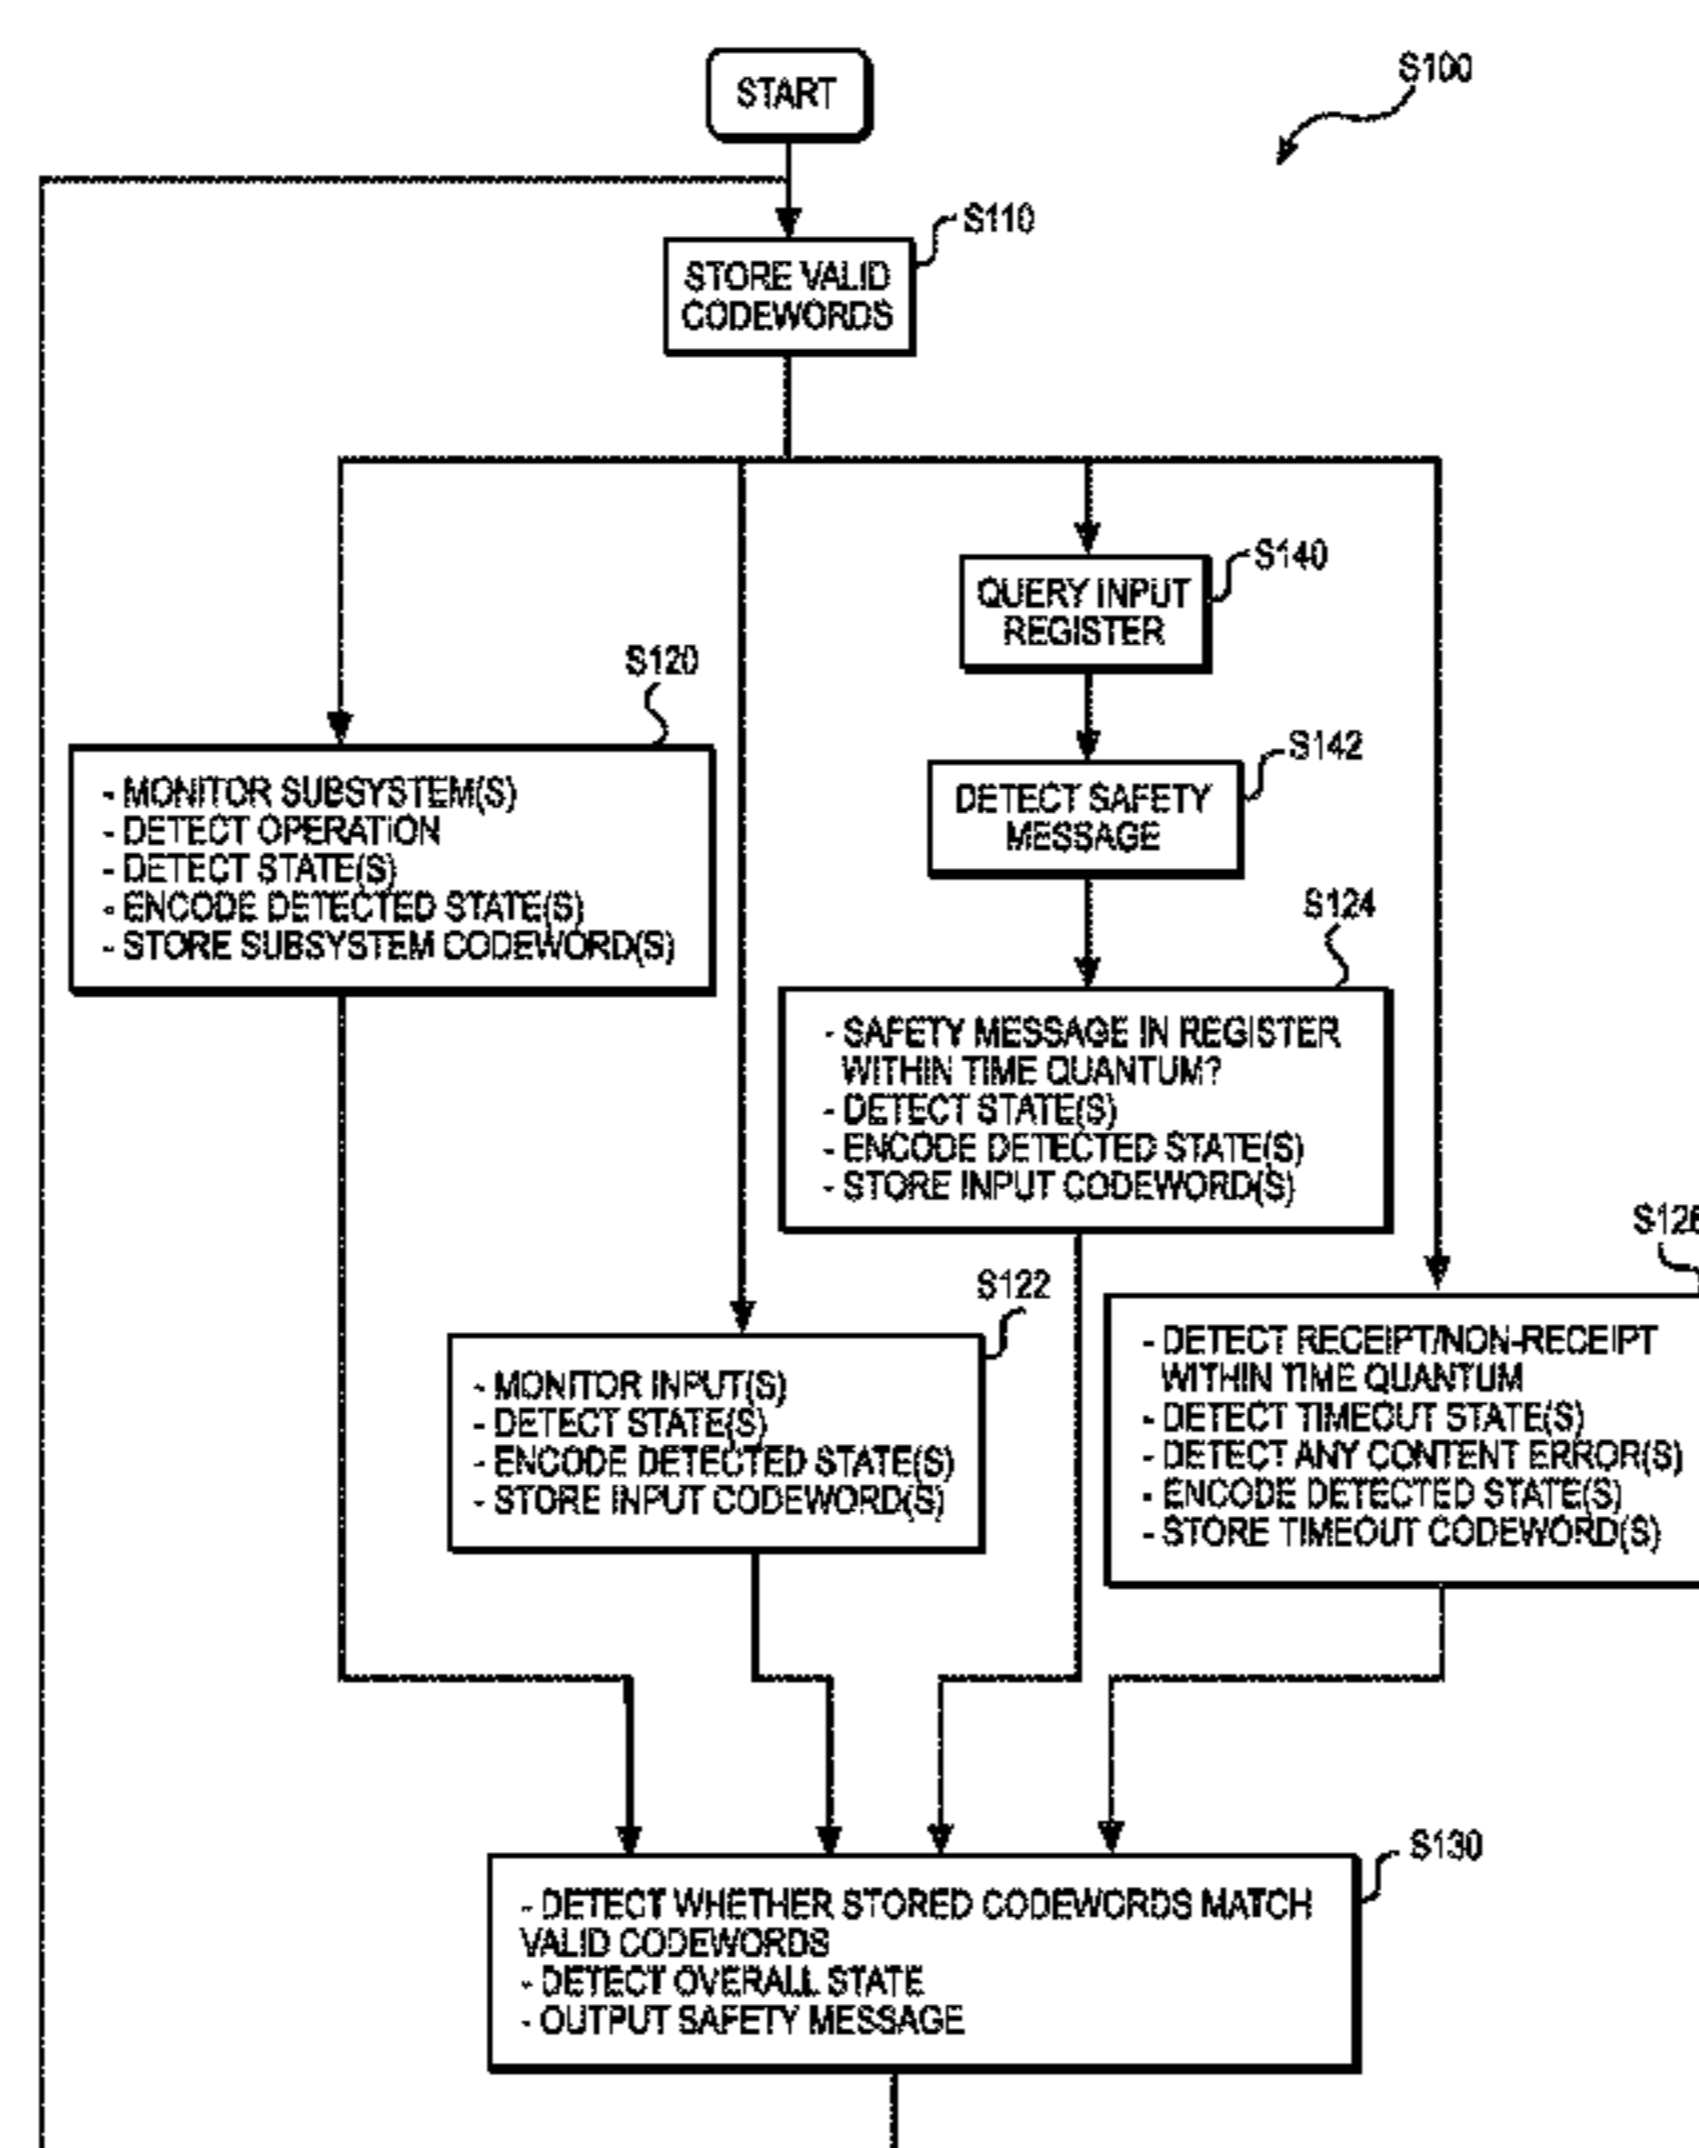 START
S100
S110
STORE VALID
CODEWORDS
S140
QUERY INPUT
REGISTER
S120
- MONITOR SUBSYSTEM(S)
- DETECT OPERATION
- DETECT STATE(S)
- ENCODE DETECTED STATE(S)
- STORE SUBSYSTEM CODEWORD(S)
S142
DETECT SAFETY
MESSAGE
S124
- SAFETY MESSAGE IN REGISTER
WITHIN TIME QUANTUM?
- DETECT STATE(S)
- ENCODE DETECTED STATE(S)
- STORE INPUT CODEWORD(S)
S122
- MONITOR INPUT(S)
- DETECT STATE(S)
- ENCODE DETECTED STATE(S)
- STORE INPUT CODEWORD(S)
- DETECT RECEIPT/NON-RECEIPT
WITHIN TIME QUANTUM
- DETECT TIMEOUT STATE(S)
- DETECT ANY CONTENT ERROR(S)
- ENCODE DETECTED STATE(S)
- STORE TIMEOUT CODEWORD(S)
S130
- DETECT WHETHER STORED CODEWORDS MATCH
VALID CODEWORDS
- DETECT OVERALL STATE
- OUTPUT SAFETY MESSAGE